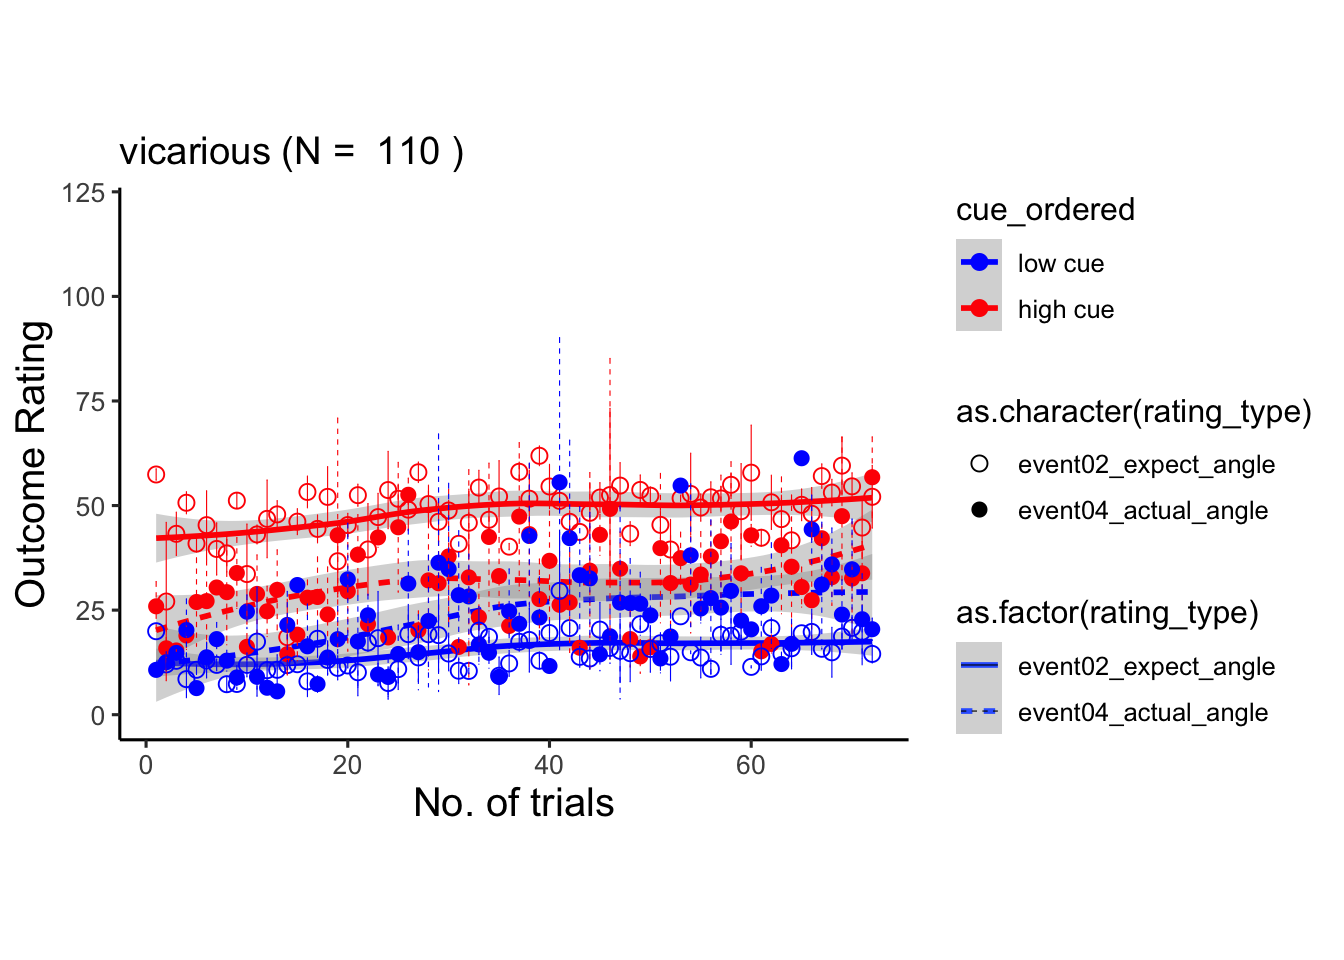 vicarious (N =  110 )
125
100
75
50
25
0
Outcome Rating
0
20
40
60
No. of trials
cue_ordered
low cue
high cue
as.character(rating_type)
event02_expect_angle
event04_actual_angle
as.factor(rating_type)
event02_expect_angle
event04_actual_angle